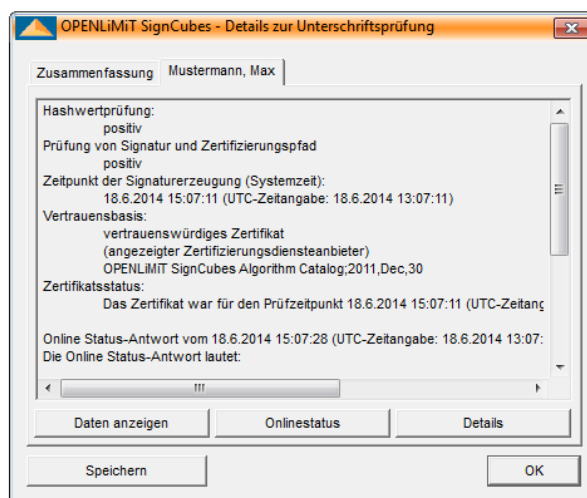 OPENLiMiT SignCubes - Details zur Unterschriftsprüfung
Zusammenfassung Mustermann, Max
Hashwertprüfung:
positiv
Prüfung von Signatur und Zertifizierungspfad
positiv
Zeitpunkt der Signaturerzeugung (Systemzeit):
18.6.2014 15:07:11 (UTC-Zeitangabe: 18.6.2014 13:07:11)
Vertrauensbasis:
vertrauenswürdiges Zertifikat
(angezeigter Zertifizierungsdiensteanbieter)
OPENLiMiT SignCubes Algorithm Catalog;2011,Dec,30
Zertifikatsstatus:
Das Zertifikat war für den Prüfzeitpunkt 18.6.2014 15:07:11 (UTC-Zeitang
Online Status-Antwort vom 18.6.2014 15:07:28 (UTC-Zeitangabe: 18.6.2014 13:07:
Die Online Status-Antwort lautet:
Daten anzeigen Onlinestatus Details
Speichern OK